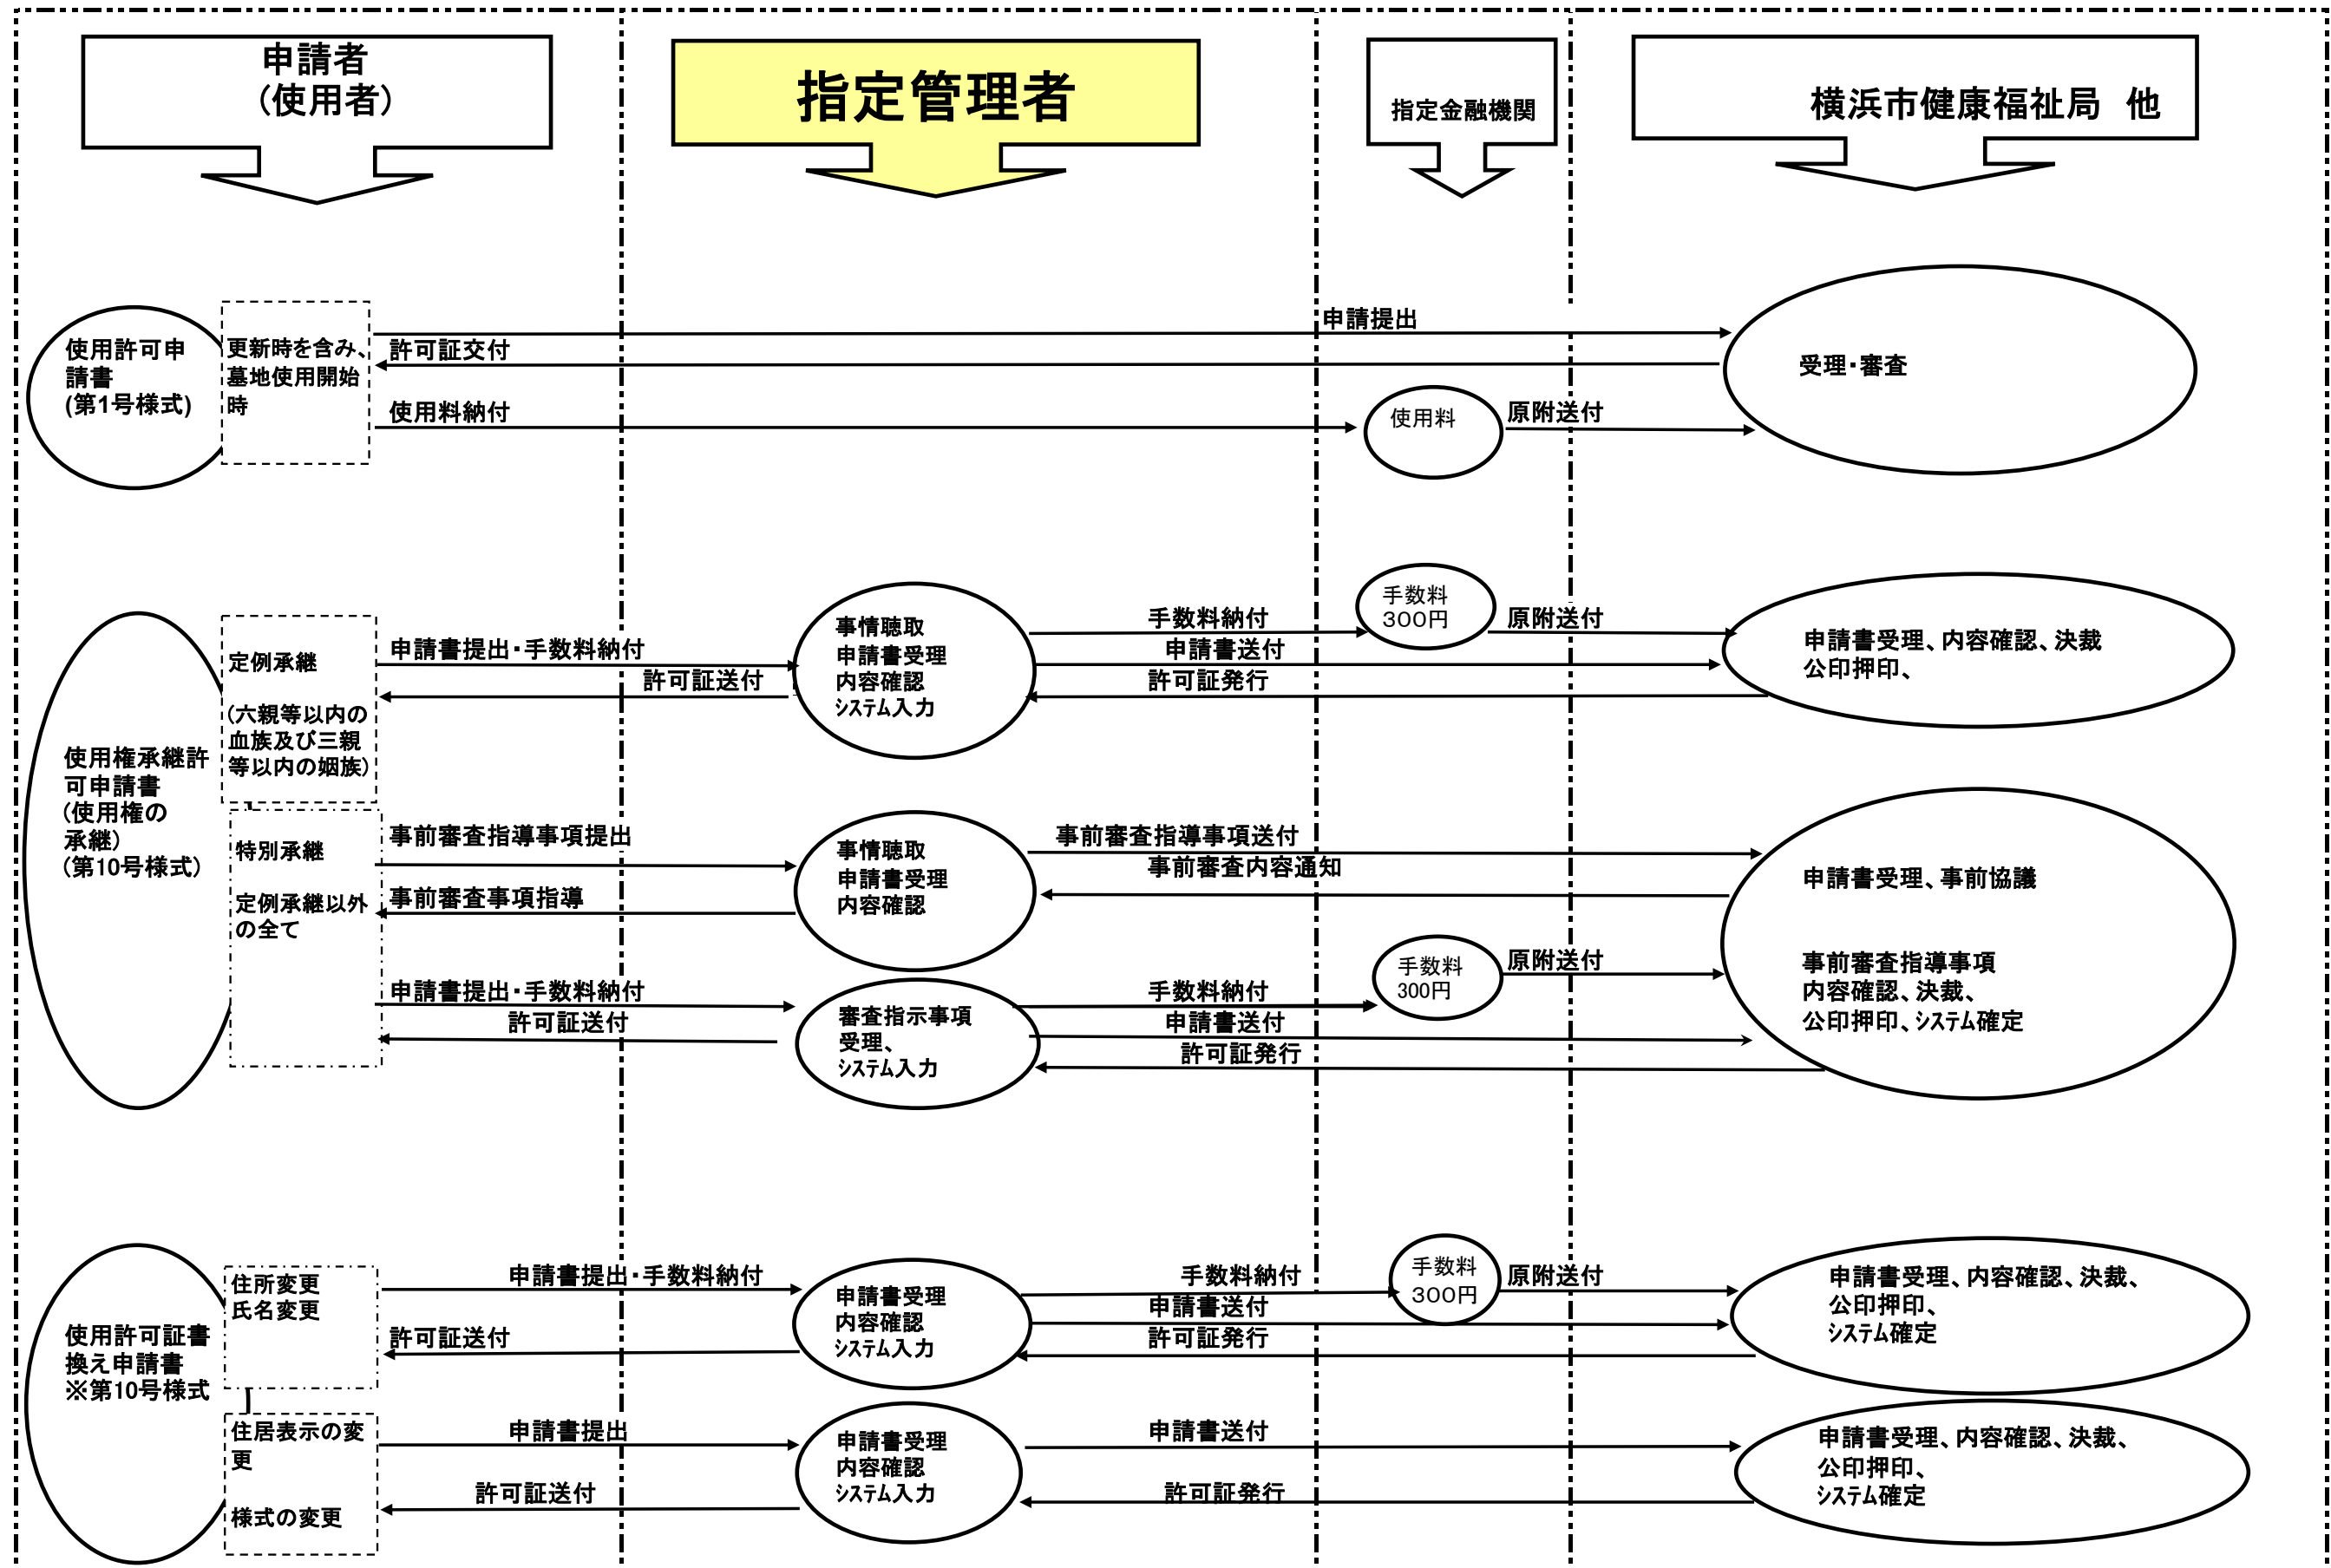 申請者
（使用者）
指定管理者
指定金融機関
横浜市健康福祉局　他
使用許可申
請書
(第1号様式)
更新時を含み、
墓地使用開始
時
申請提出
許可証交付
使用料納付
使用料
原附送付
受理・審査
使用権承継許
可申請書
（使用権の
承継）
（第10号様式）
定例承継
（六親等以内の
血族及び三親
等以内の姻族）
申請書提出・手数料納付
許可証送付
事情聴取
申請書受理
内容確認
ｼｽﾃﾑ入力
手数料納付
申請書送付
許可証発行
手数料
３００円
原附送付
申請書受理、内容確認、決裁
公印押印、
特別承継
定例承継以外
の全て
事前審査指導事項提出
事前審査事項指導
事情聴取
申請書受理
内容確認
事前審査指導事項送付
事前審査内容通知
申請書受理、事前協議
事前審査指導事項
内容確認、決裁、
公印押印、ｼｽﾃﾑ確定
申請書提出・手数料納付
許可証送付
審査指示事項
受理、
ｼｽﾃﾑ入力
手数料納付
申請書送付
許可証発行
手数料
300円
原附送付
使用許可証書
換え申請書
※第10号様式
住所変更
氏名変更
申請書提出・手数料納付
許可証送付
申請書受理
内容確認
ｼｽﾃﾑ入力
手数料納付
申請書送付
許可証発行
手数料
３００円
原附送付
申請書受理、内容確認、決裁、
公印押印、
ｼｽﾃﾑ確定
住居表示の変
更
様式の変更
申請書提出
許可証送付
申請書受理
内容確認
ｼｽﾃﾑ入力
申請書送付
許可証発行
申請書受理、内容確認、決裁、
公印押印、
ｼｽﾃﾑ確定